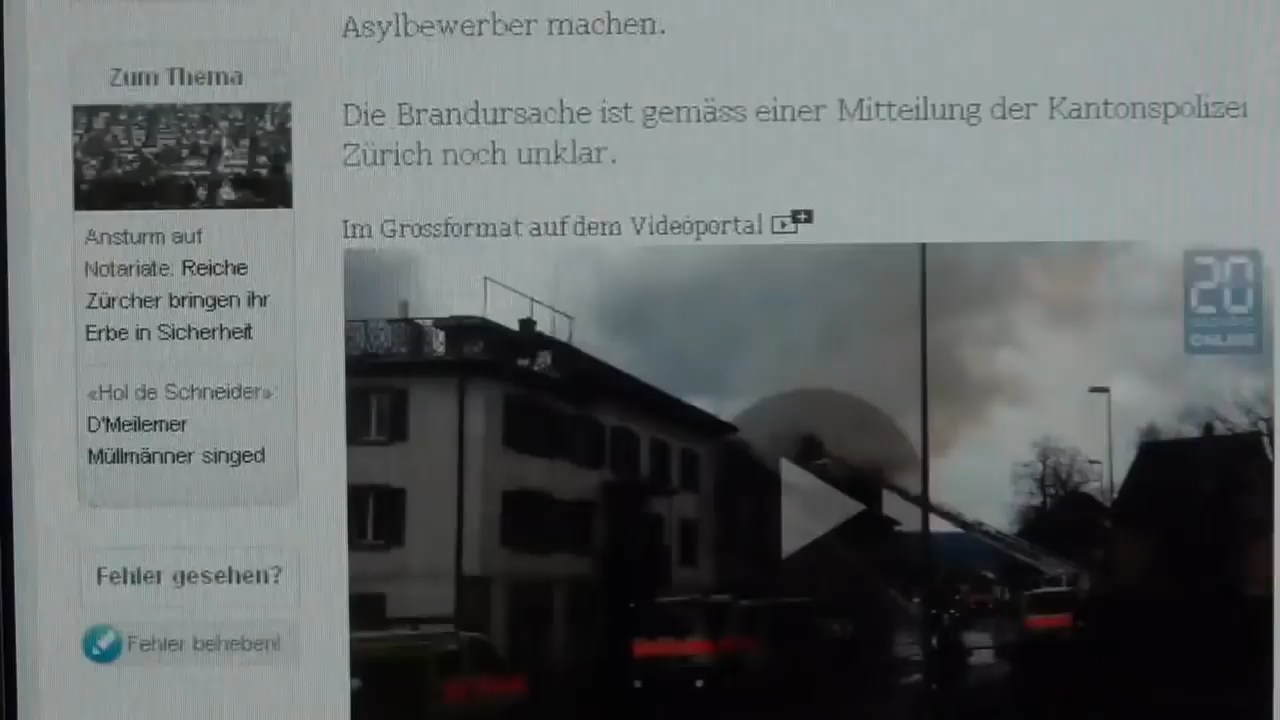 Asylbewerber machen.
Zum Thema
Die Brandursache ist gemäss einer Mitteilung der Kantonspolizei
Zürich noch unklar.
Im Grossformat auf dem Videoportal
Ansturm auf
Notariate: Reiche
Zürcher bringen ihr
Erbe in Sicherheit
«Hol de Schneider»:
D'Meilemer
Müllmänner singed
Fehler gesehen?
Fehler beheben!
20
ONLINE